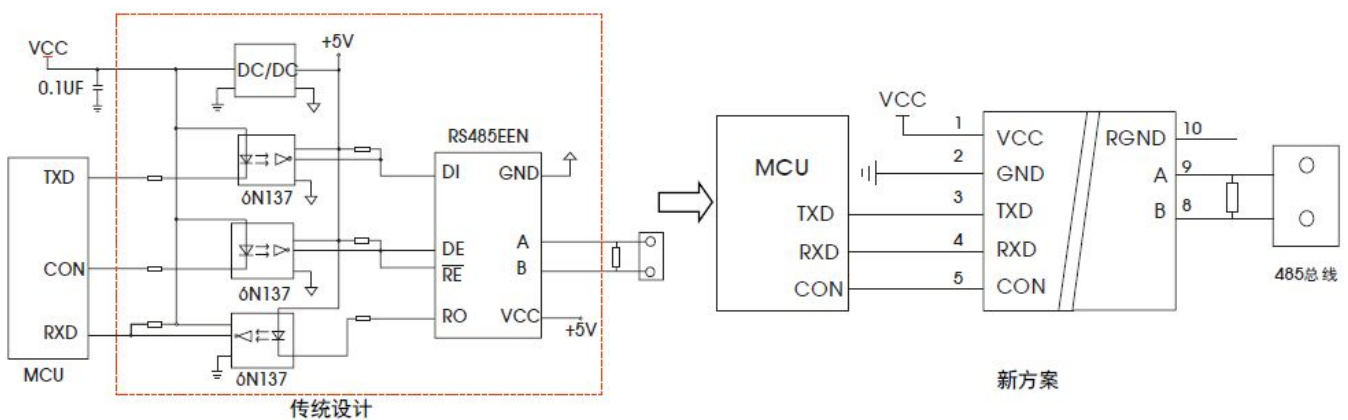 VCC
0.1UF
DC/DC
+5V
RS485EEN
TXD
6N137
DI
GND
CON
6N137
DE
RE
A
B
RXD
6N137
RO
VCC
+5V
MCU
传统设计
MCU
TXD
RXD
CON
VCC
1
2
3
4
5
VCC
GND
TXD
RXD
CON
RGND
A
B
10
9
8
485总线
新方案